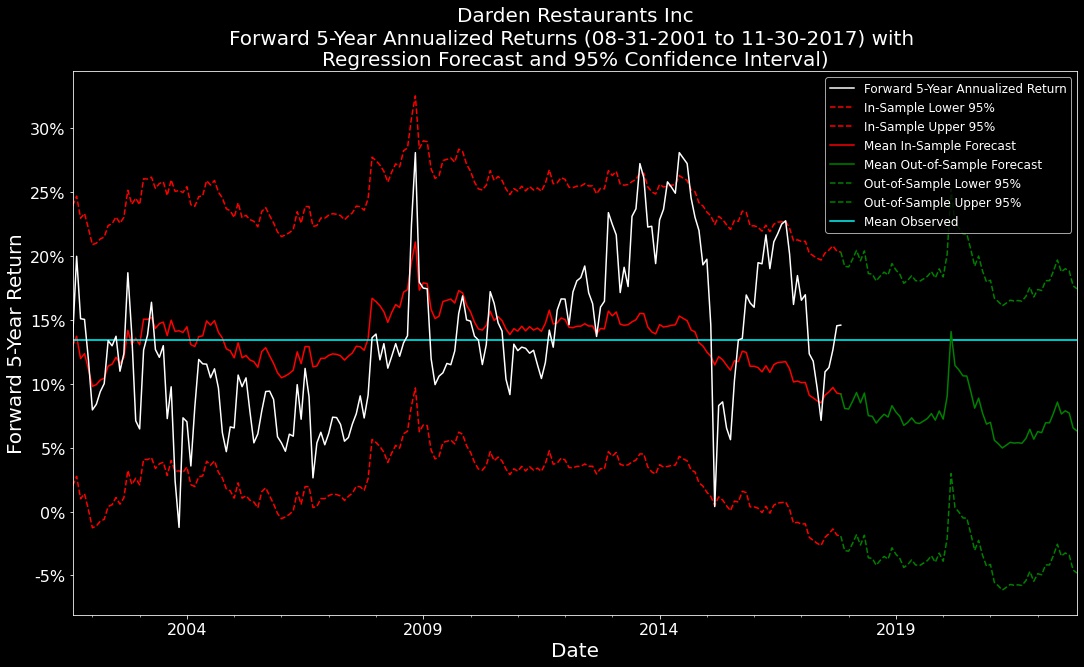 Darden Restaurants Inc
Forward 5-Year Annualized Returns (08-31-2001 to 11-30-2017) with
Regression Forecast and 95% Confidence Interval)
Forward 5-Year Annualized Return
In-Sample Lower 95%
In-Sample Upper 95%
Mean In-Sample Forecast
Mean Out-of-Sample Forecast
Out-of-Sample Lower 95%
Out-of-Sample Upper 95%
Mean Observed
Forward 5-Year Return
30%
25%
20%
15%
10%
5%
0%
-5%
2004
2009
2014
2019
Date